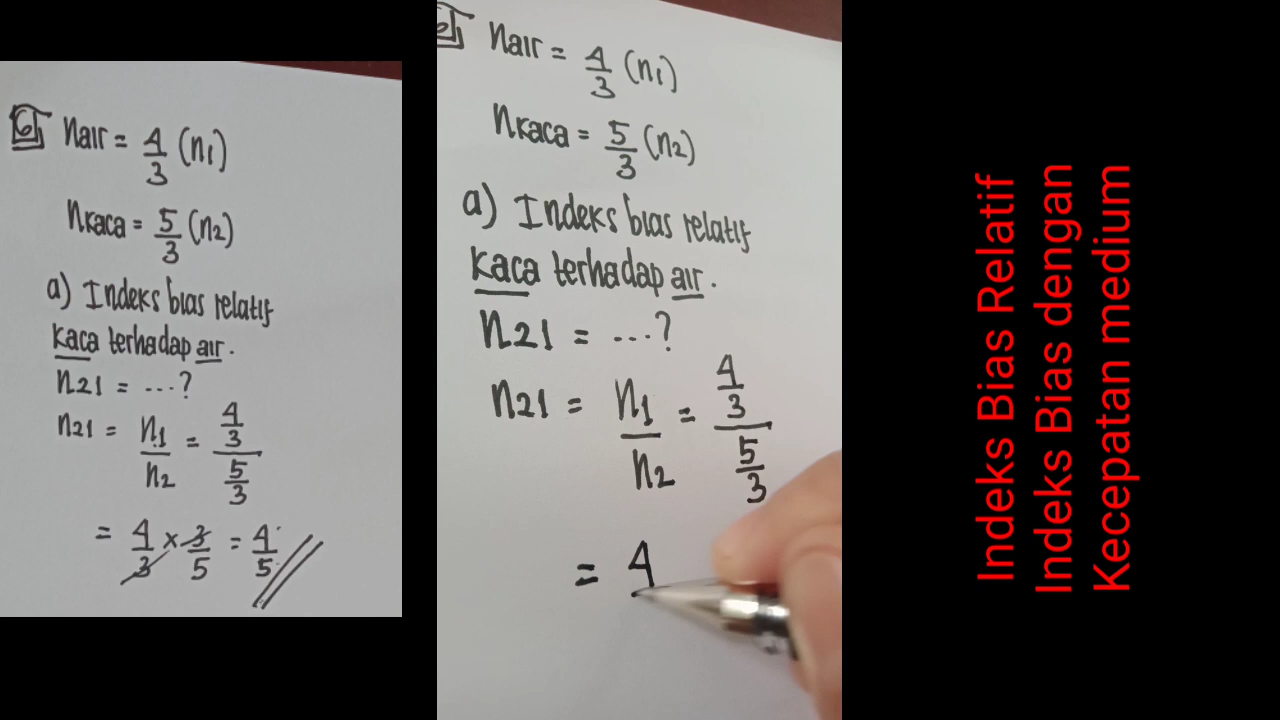 6
nair = 4/3 (n1)
nkaca = 5/3 (n2)
a) Indeks bias relatif
kaca terhadap air.
n21 = ...?
n21 = n1/n2 = 4/3 / 5/3
= 4/3 x 3/5 = 4/5 //
nair = 4/3 (n1)
nkaca = 5/3 (n2)
a) Indeks bias relatif
kaca terhadap air.
n21 = ...?
n21 = n1/n2 = 4/3 / 5/3
= 4
Indeks Bias Relatif
Indeks Bias dengan
Kecepatan medium